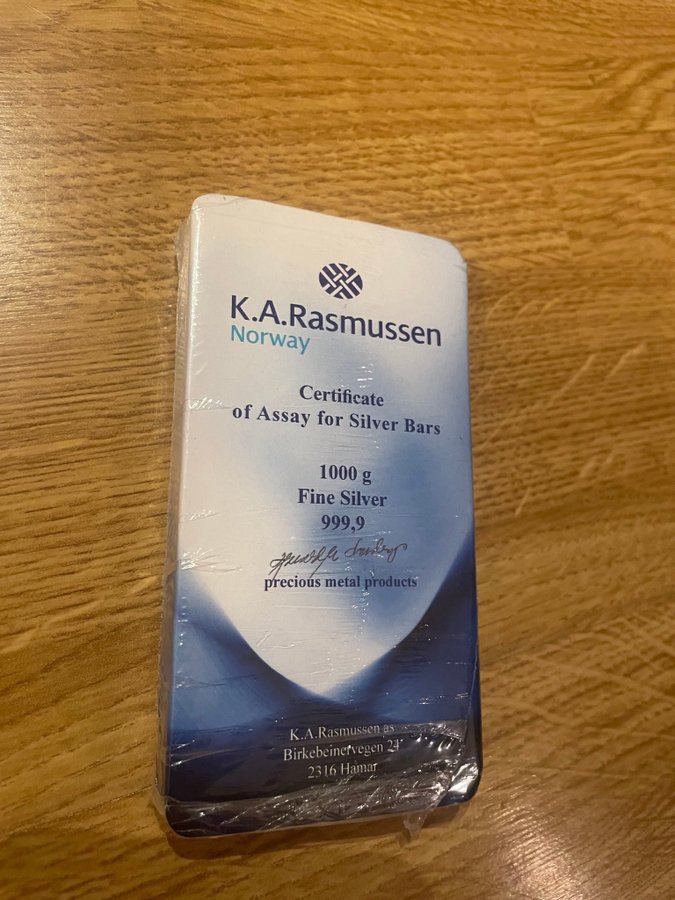 K.A.Rasmussen
Norway
Certificate
of Assay for Silver Bars
1000 g
Fine Silver
999,9
precious metal products
K.A.Rasmussen as
Birkebeinervegen 24
2316 Hamar